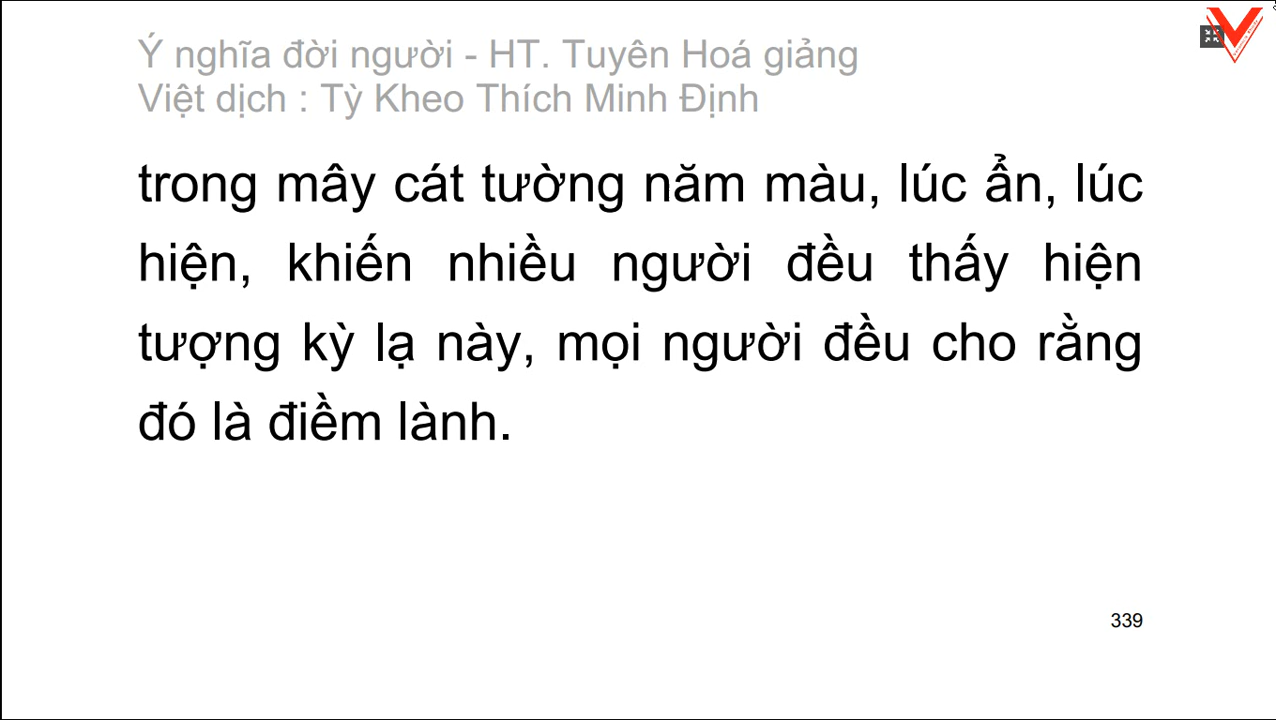 Ý nghĩa đời người - HT. Tuyên Hoá giảng
Việt dịch : Tỳ Kheo Thích Minh Định
trong mây cát tường năm màu, lúc ẩn, lúc
hiện, khiến nhiều người đều thấy hiện
tượng kỳ lạ này, mọi người đều cho rằng
đó là điềm lành.
339